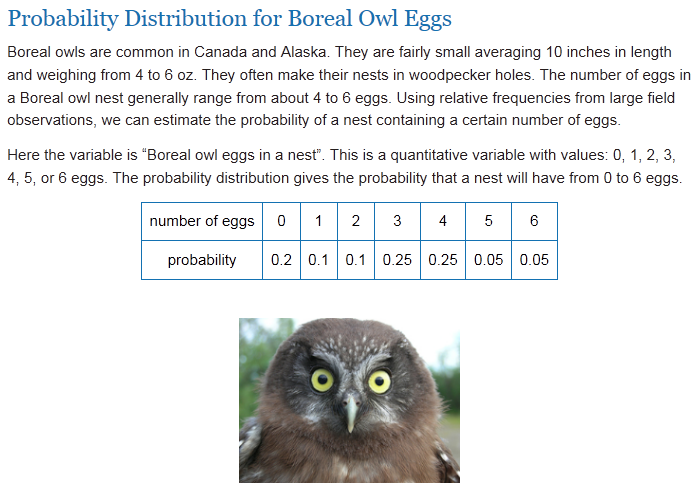 Probability Distribution for Boreal Owl Eggs
Boreal owls are common in Canada and Alaska. They are fairly small averaging 10 inches in length
and weighing from 4 to 6 oz. They often make their nests in woodpecker holes. The number of eggs in
a Boreal owl nest generally range from about 4 to 6 eggs. Using relative frequencies from large field
observations, we can estimate the probability of a nest containing a certain number of eggs.
Here the variable is “Boreal owl eggs in a nest”. This is a quantitative variable with values: 0, 1, 2, 3,
4, 5, or 6 eggs. The probability distribution gives the probability that a nest will have from 0 to 6 eggs.
number of eggs 0 1 2 3 4 5 6
probability 0.2 0.1 0.1 0.25 0.25 0.05 0.05